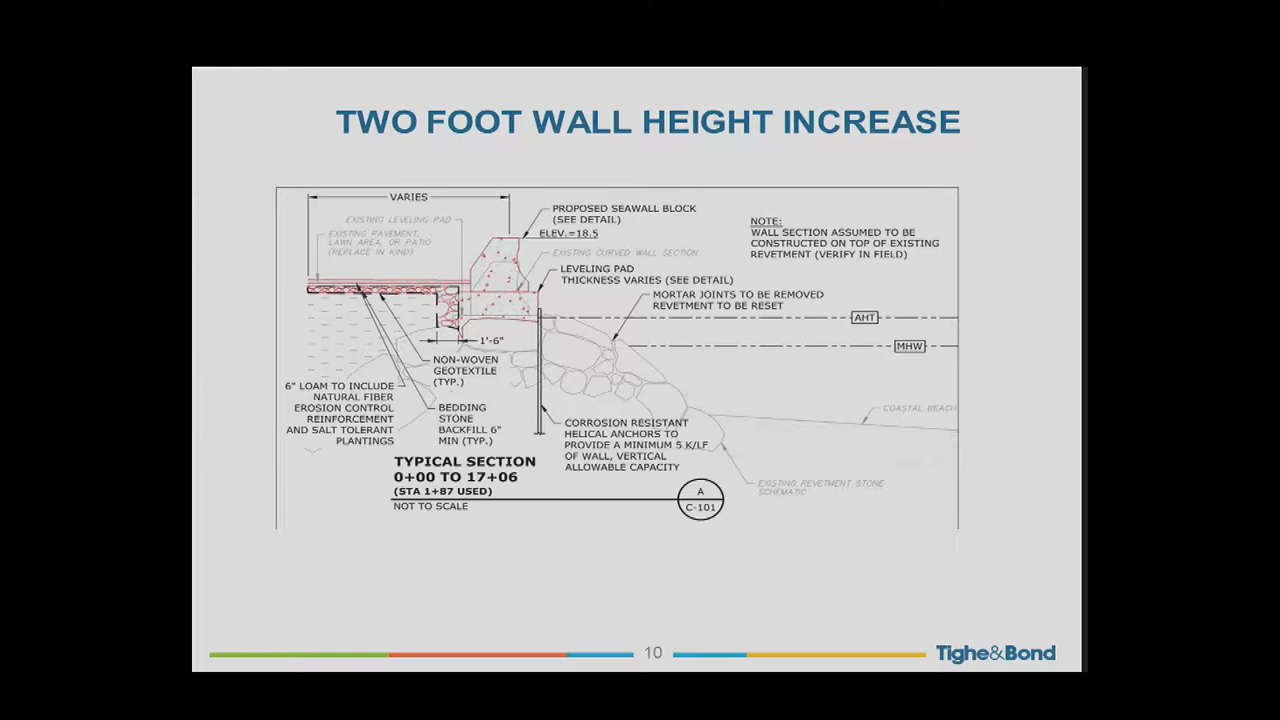 TWO FOOT WALL HEIGHT INCREASE
VARIES
EXISTING LEVELING PAD
EXISTING PAVEMENT,
LAWN AREA, OR PATIO
(REPLACE IN KIND)
PROPOSED SEAWALL BLOCK
(SEE DETAIL)
ELEV.=18.5
EXISTING CURVED WALL SECTION
LEVELING PAD
THICKNESS VARIES (SEE DETAIL)
MORTAR JOINTS TO BE REMOVED
REVETMENT TO BE RESET
NOTE:
WALL SECTION ASSUMED TO BE
CONSTRUCTED ON TOP OF EXISTING
REVETMENT (VERIFY IN FIELD)
AHT
MHW
1'-6"
NON-WOVEN
GEOTEXTILE
(TYP.)
6" LOAM TO INCLUDE
NATURAL FIBER
EROSION CONTROL
REINFORCEMENT
AND SALT TOLERANT
PLANTINGS
BEDDING
STONE
BACKFILL 6"
MIN (TYP.)
CORROSION RESISTANT
HELICAL ANCHORS TO
PROVIDE A MINIMUM 5 K/LF
OF WALL, VERTICAL
ALLOWABLE CAPACITY
COASTAL BEACH
EXISTING REVETMENT STONE
SCHEMATIC
TYPICAL SECTION
0+00 TO 17+06
(STA 1+87 USED)
NOT TO SCALE
A
C-101
10
Tighe&Bond